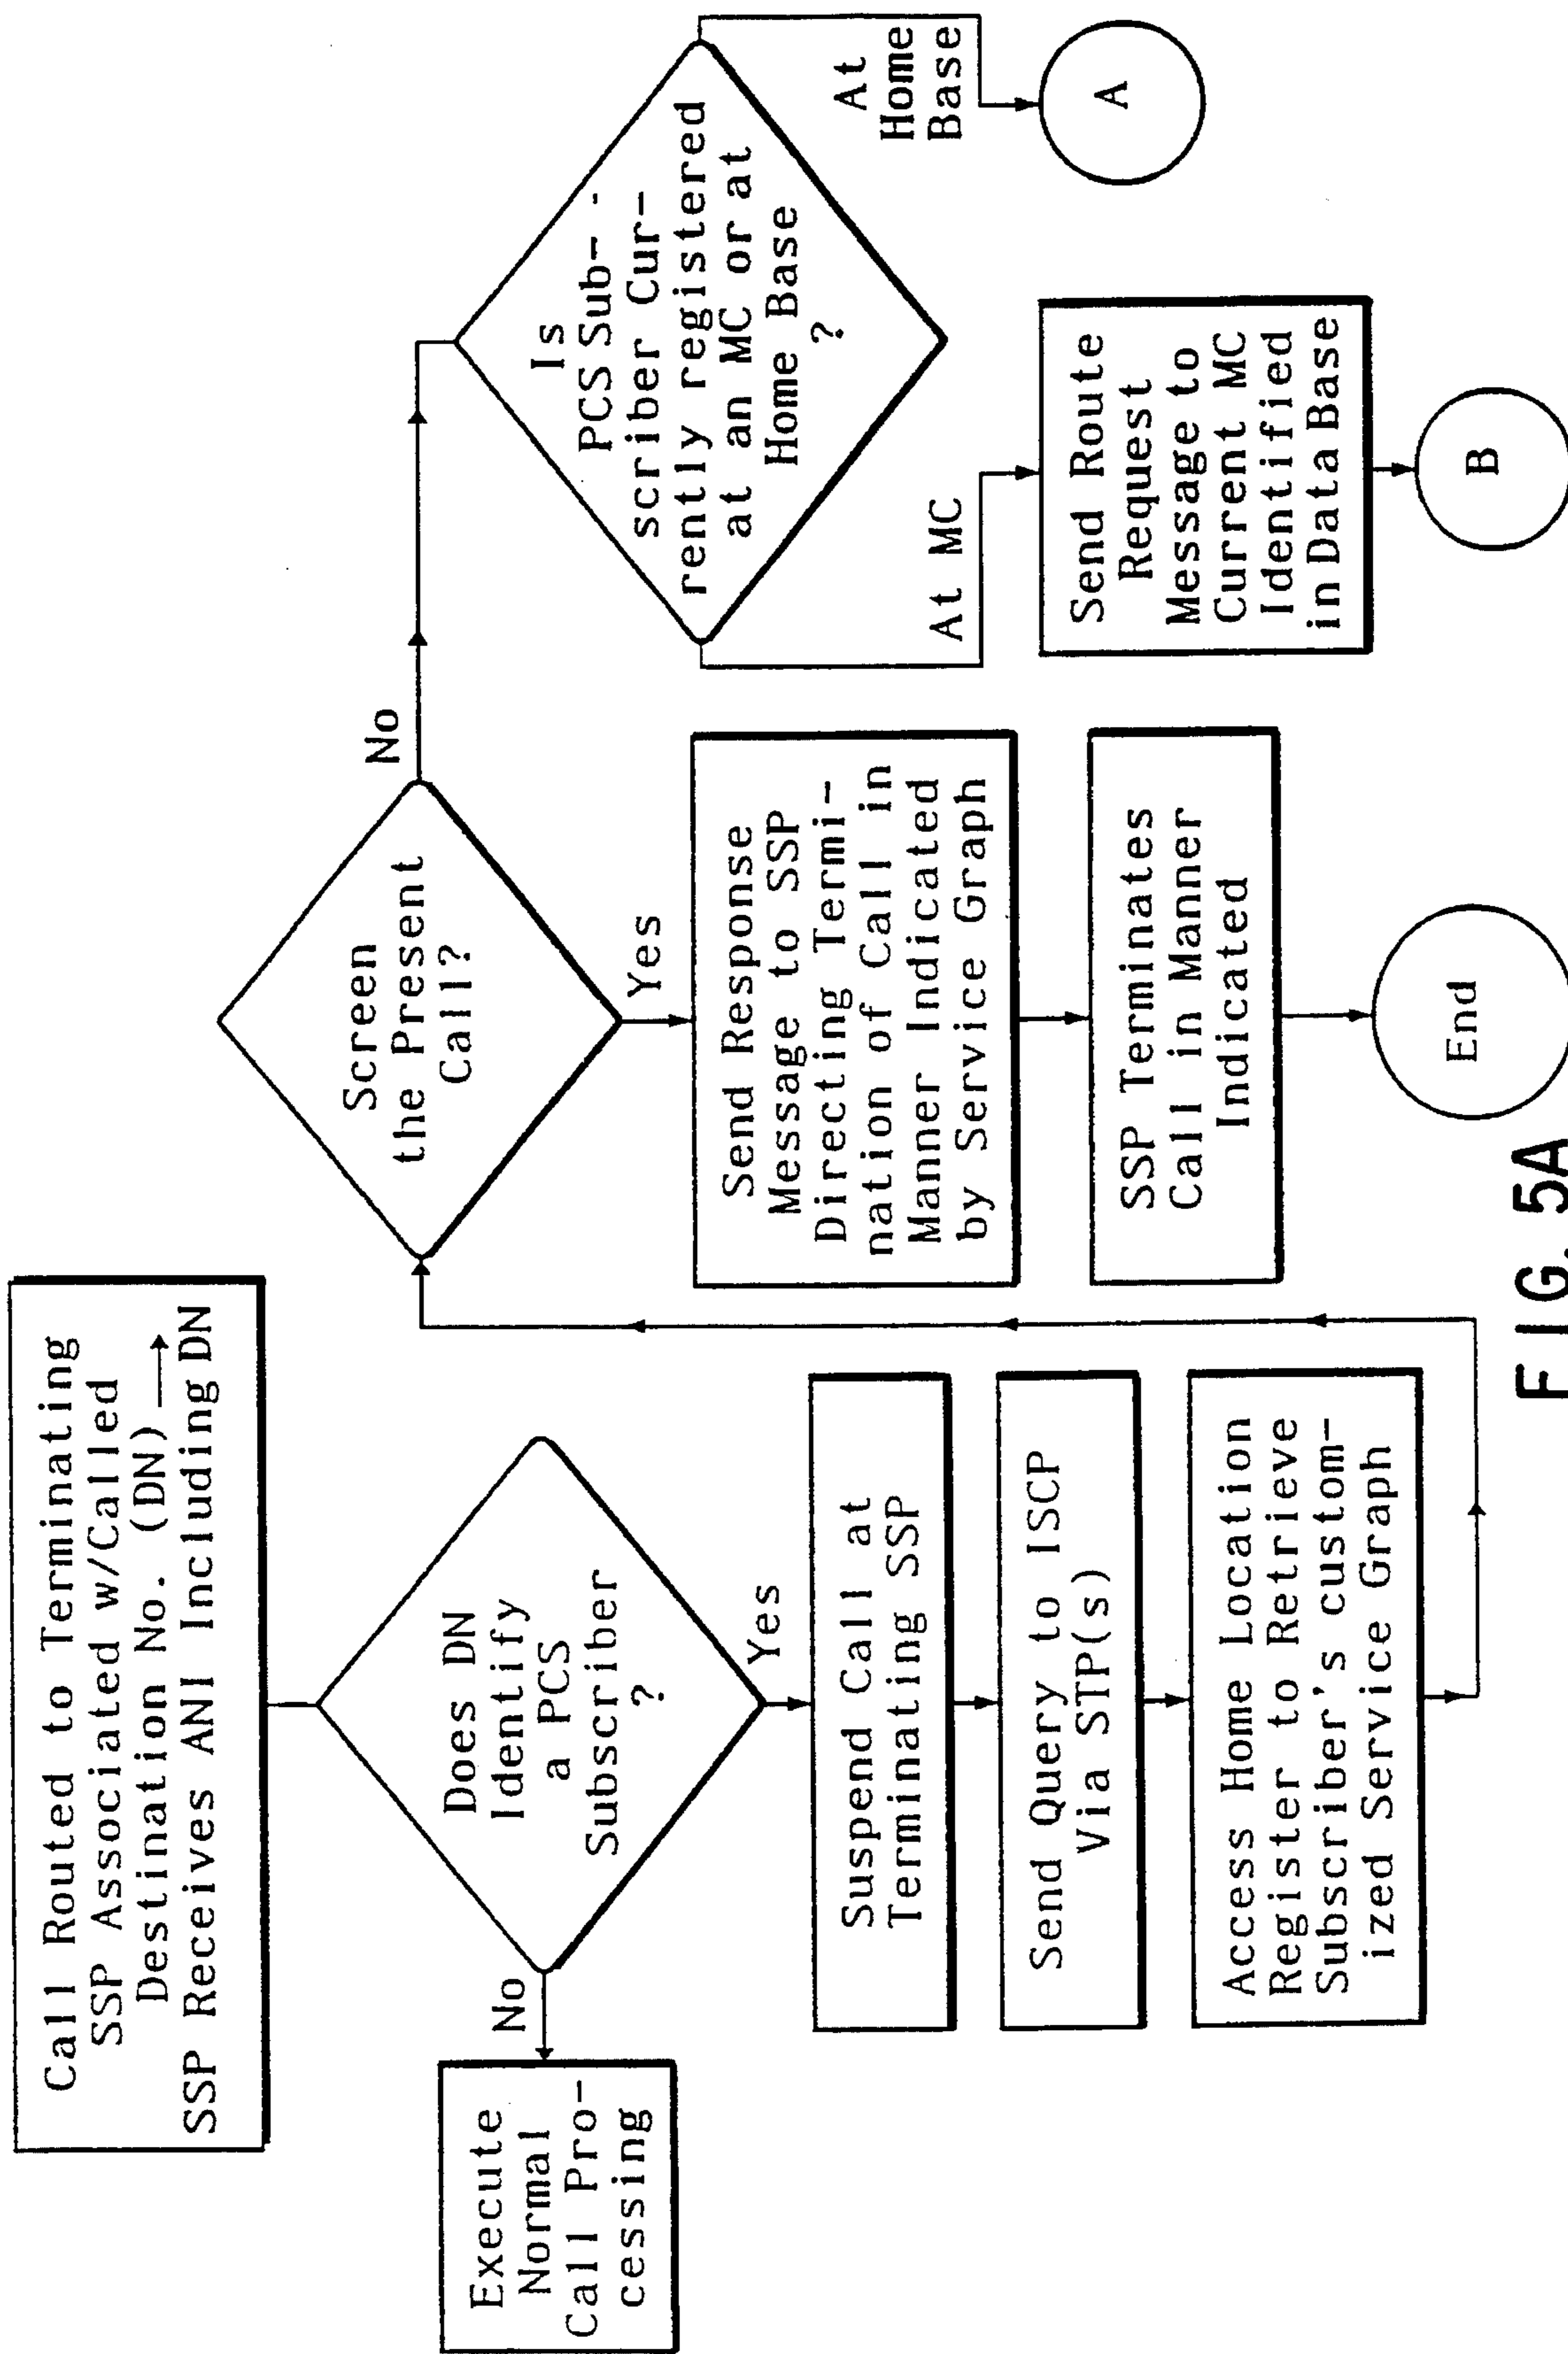 Call Routed to Terminating
SSP Associated w/Called
Destination No. (DN) →
SSP Receives ANI Including DN
Does DN
Identify
a PCS
Subscriber
?
No
Execute
Normal
Call Pro-
cessing
Yes
Suspend Call at
Terminating SSP
Send Query to ISCP
Via STP(s)
Access Home Location
Register to Retrieve
Subscriber's custom-
ized Service Graph
Screen
the Present
Call?
Yes
Send Response
Message to SSP
Directing Termi-
nation of Call in
Manner Indicated
by Service Graph
SSP Terminates
Call in Manner
Indicated
End
No
Is
PCS Sub-
scriber Cur-
rently registered
at an MC or at
Home Base
?
At MC
Send Route
Request
Message to
Current MC
Identified
in Data Base
B
At
Home
Base
A
FIG. 5A